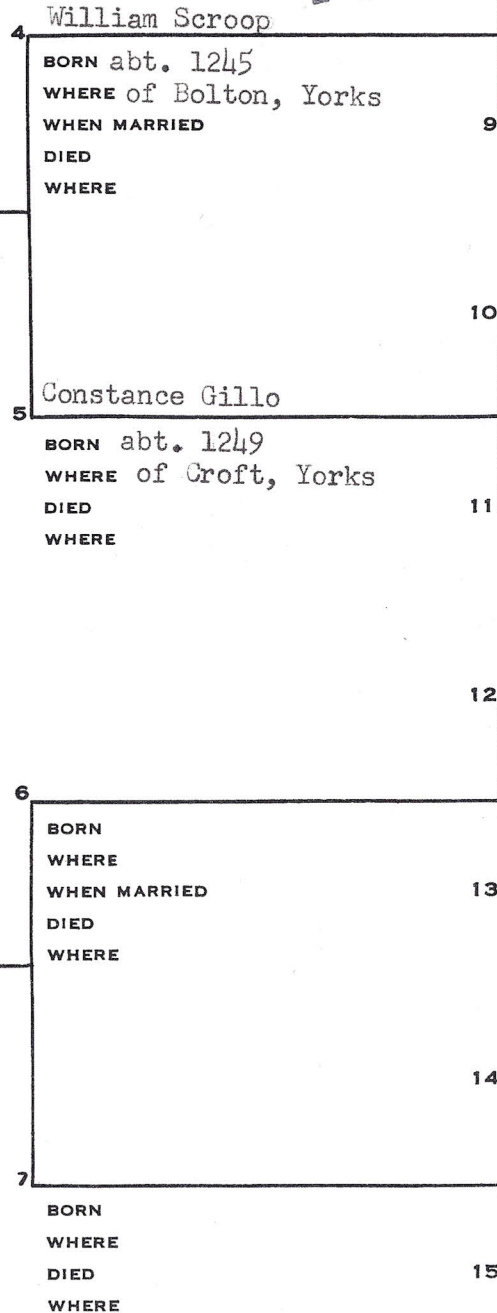 William Scroop
4
BORN abt. 1245
WHERE of Bolton, Yorks
WHEN MARRIED 9
DIED
WHERE
10
Constance Gillo
5
BORN abt. 1249
WHERE of Croft, Yorks
DIED 11
WHERE
12
6
BORN
WHERE
WHEN MARRIED 13
DIED
WHERE
14
7
BORN
WHERE
DIED 15
WHERE